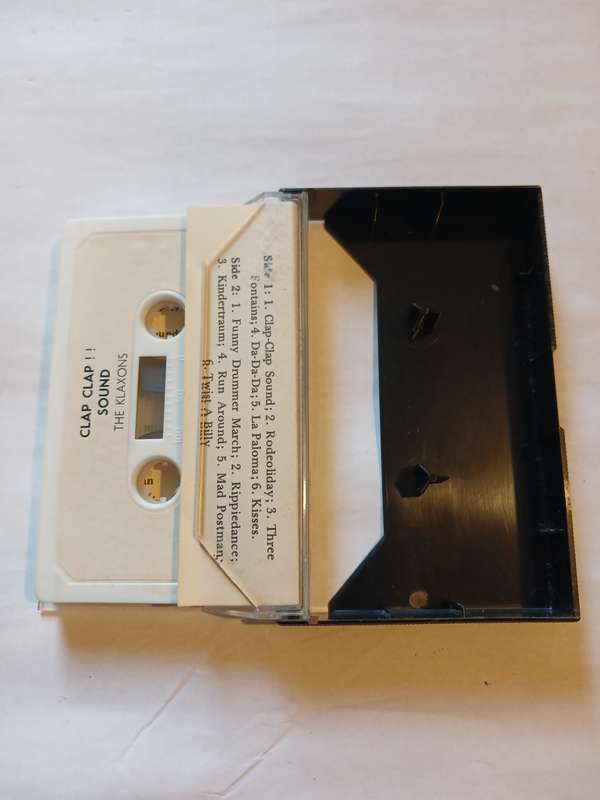 CLAP CLAP !!
SOUND
THE KLAXONS
Side 1: 1. Clap-Clap Sound; 2. Rodeoliday; 3. Three
Fontains; 4. Da-Da-Da; 5. La Paloma; 6. Kisses.
Side 2: 1. Funny Drummer March; 2. Rippiedance;
3. Kindertraum; 4. Run Around; 5. Mad Postman;
6. Twist A Billy